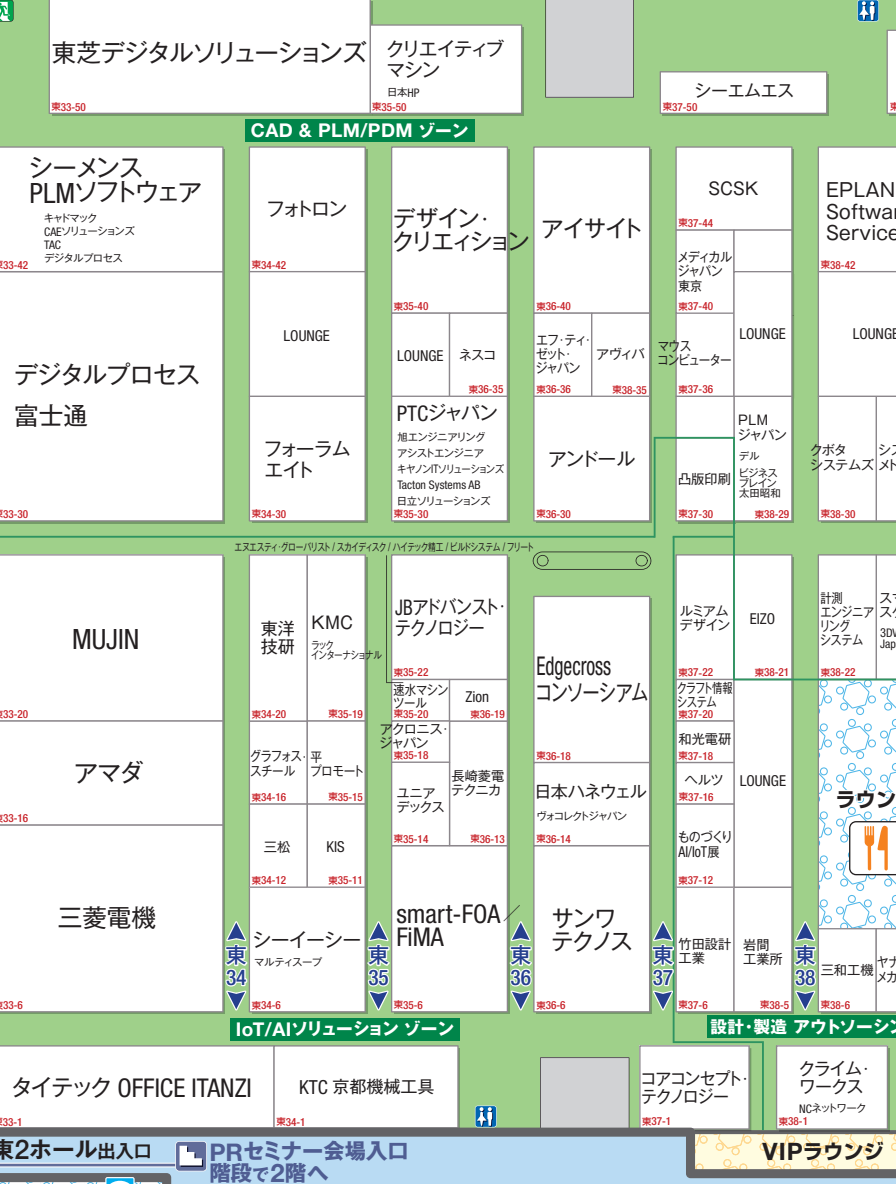 東芝デジタルソリューションズ
東33-50
クリエイティブ
マシン
日本HP
東35-50
シーエムエス
東37-50
CAD & PLM/PDM ゾーン
シーメンス
PLMソフトウェア
キャドマック
CAEソリューションズ
TAC
デジタルプロセス
東33-42
フォトロン
東34-42
デザイン・
クリエィション
東35-40
アイサイト
東36-40
SCSK
東37-44
メディカル
ジャパン
東京
東37-40
EPLAN
Softwar
Service
東38-42
デジタルプロセス
富士通
東33-30
LOUNGE
フォーラム
エイト
東34-30
LOUNGE
ネスコ
東36-35
PTCジャパン
旭エンジニアリング
アシストエンジニア
キヤノンITソリューションズ
Tacton Systems AB
日立ソリューションズ
東35-30
エフ・ティ・
ゼット・
ジャパン
東36-36
アヴィバ
東38-35
アンドール
東36-30
マウス
コンピューター
東37-36
LOUNGE
凸版印刷
東37-30
PLM
ジャパン
デル
ビジネス
ブレイン
太田昭和
東38-29
LOUNGE
クボタ
システムズ
東38-30
シス
メト
エヌエスティ・グローバリスト / スカイディスク / ハイテック精工 / ビルドシステム / フリート
MUJIN
東33-20
東洋
技研
東34-20
KMC
ラック
インターナショナル
東35-19
JBアドバンスト・
テクノロジー
東35-22
速水マシン
ツール
東35-20
Zion
東36-19
Edgecross
コンソーシアム
東36-18
ルミアム
デザイン
東37-22
EIZO
東38-21
計測
エンジニア
リング
システム
東38-22
スマ
スケ
3DV
Jap
クラフト情報
システム
東37-20
和光電研
東37-18
ヘルツ
東37-16
LOUNGE
ものづくり
AI/IoT展
東37-12
アマダ
東33-16
グラフォス・
スチール
東34-16
平
プロモート
東35-15
アクロニス・
ジャパン
東35-18
ユニア
デックス
東35-14
長崎菱電
テクニカ
東36-13
日本ハネウェル
ヴォコレクトジャパン
東36-14
ラウン
三菱電機
東33-6
三松
東34-12
KIS
東35-11
シーイーシー
マルティスープ
東34-6
smart-FOA／
FiMA
東35-6
サンワ
テクノス
東36-6
竹田設計
工業
東37-6
岩間
工業所
東38-5
三和工機
東38-6
ヤナ
メカ
東
34
東
35
東
36
東
37
東
38
IoT/AIソリューション ゾーン
設計・製造 アウトソーシン
タイテック OFFICE ITANZI
東33-1
KTC 京都機械工具
東34-1
コアコンセプト・
テクノロジー
東37-1
クライム・
ワークス
NCネットワーク
東38-1
東2ホール出入口
PRセミナー会場入口
階段で2階へ
VIPラウンジ